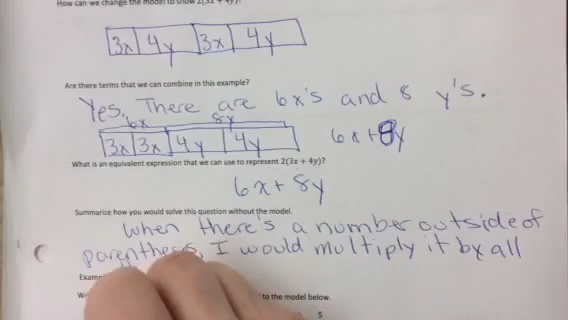 How can we change the model to show 2(3x + 4y)?
3x 4y 3x 4y
Are there terms that we can combine in this example?
Yes. There are 6x's and 8 y's.
6x 8y
3x 3x 4y 4y 6x+8y
What is an equivalent expression that we can use to represent 2(3x + 4y)?
6x+8y
Summarize how you would solve this question without the model.
When there's a number outside of
parenthesis, I would multiply it by all
Exam
to the model below.
5